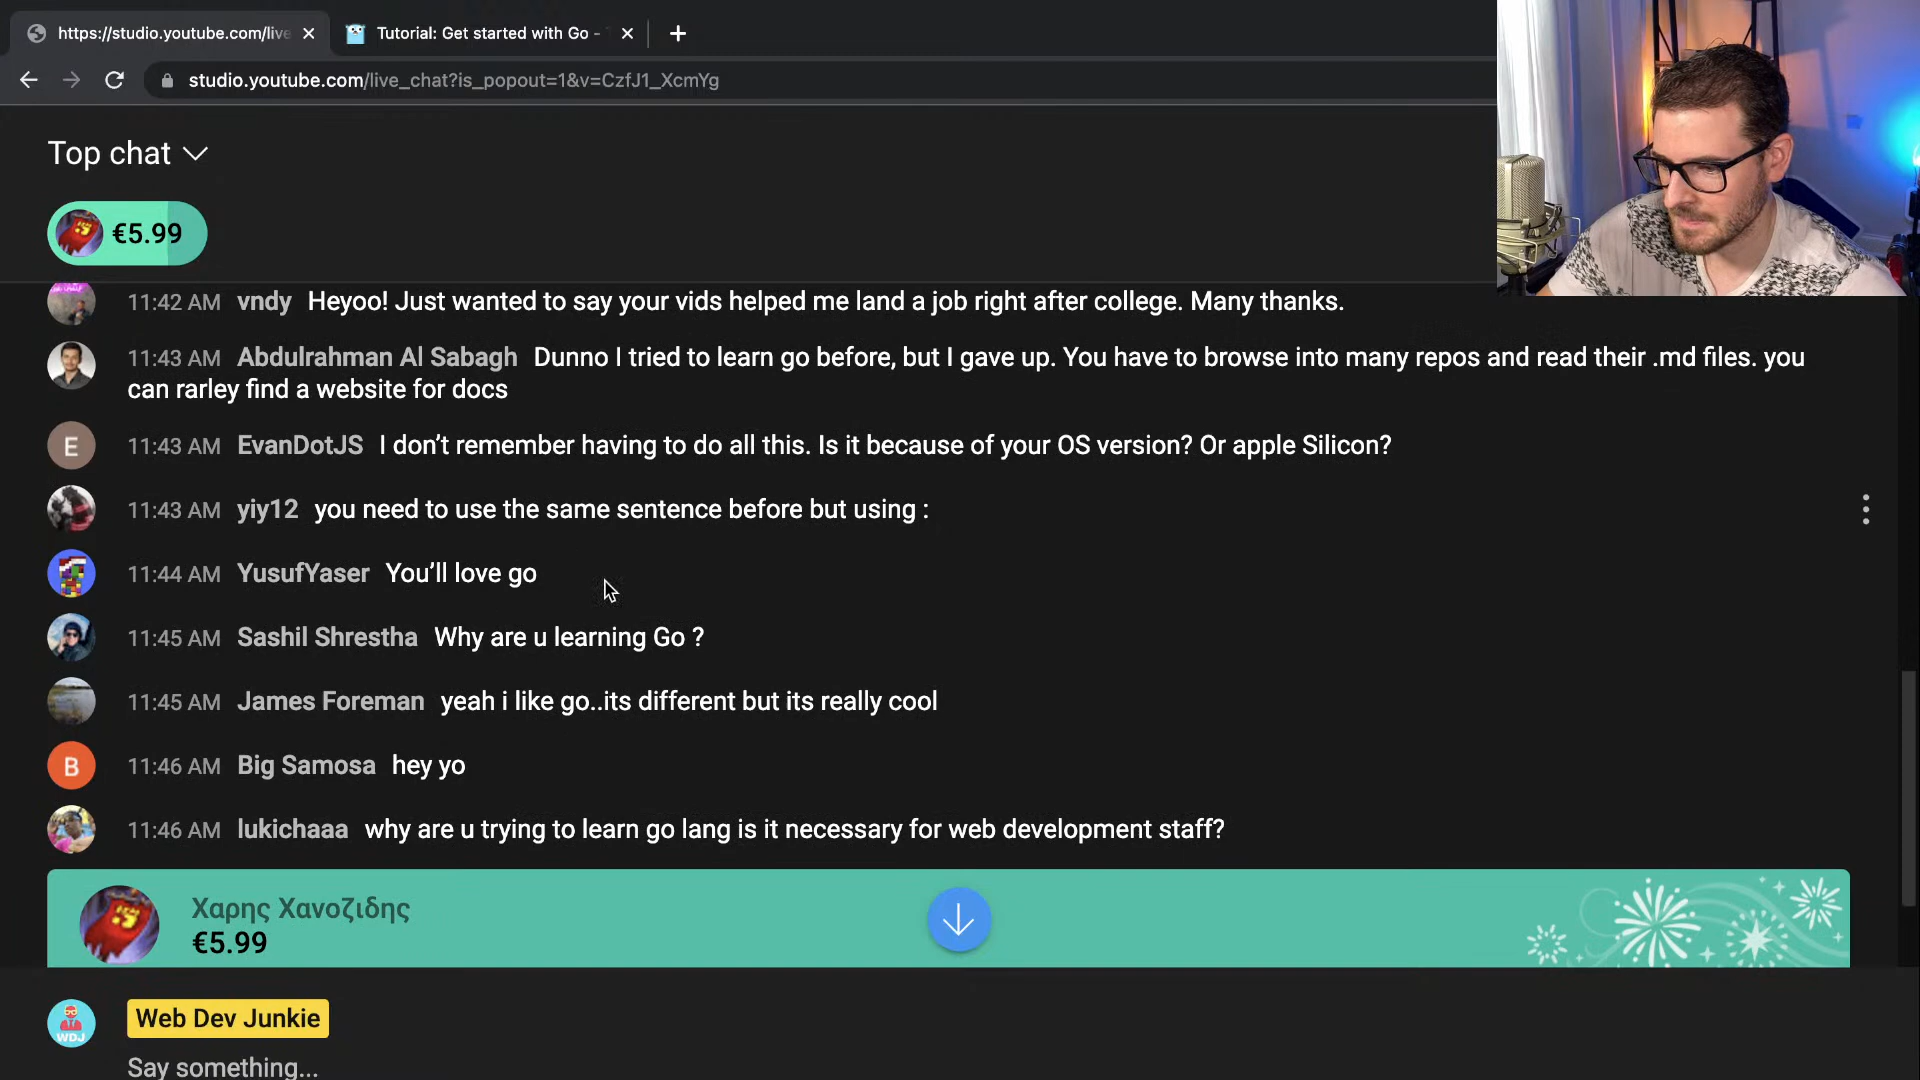 https://studio.youtube.com/live
Tutorial: Get started with Go -
studio.youtube.com/live_chat?is_popout=1&v=CzfJ1_XcmYg
Top chat
€5.99
11:42 AM vndy Heyoo! Just wanted to say your vids helped me land a job right after college. Many thanks.
11:43 AM Abdulrahman Al Sabagh Dunno I tried to learn go before, but I gave up. You have to browse into many repos and read their .md files. you
can rarley find a website for docs
E 11:43 AM EvanDotJS I don’t remember having to do all this. Is it because of your OS version? Or apple Silicon?
11:43 AM yiy12 you need to use the same sentence before but using :
11:44 AM YusufYaser You’ll love go
11:45 AM Sashil Shrestha Why are u learning Go ?
11:45 AM James Foreman yeah i like go..its different but its really cool
B 11:46 AM Big Samosa hey yo
11:46 AM lukichaaa why are u trying to learn go lang is it necessary for web development staff?
Χαρης Χανοζιδης
€5.99
Web Dev Junkie
WDJ
Say something...